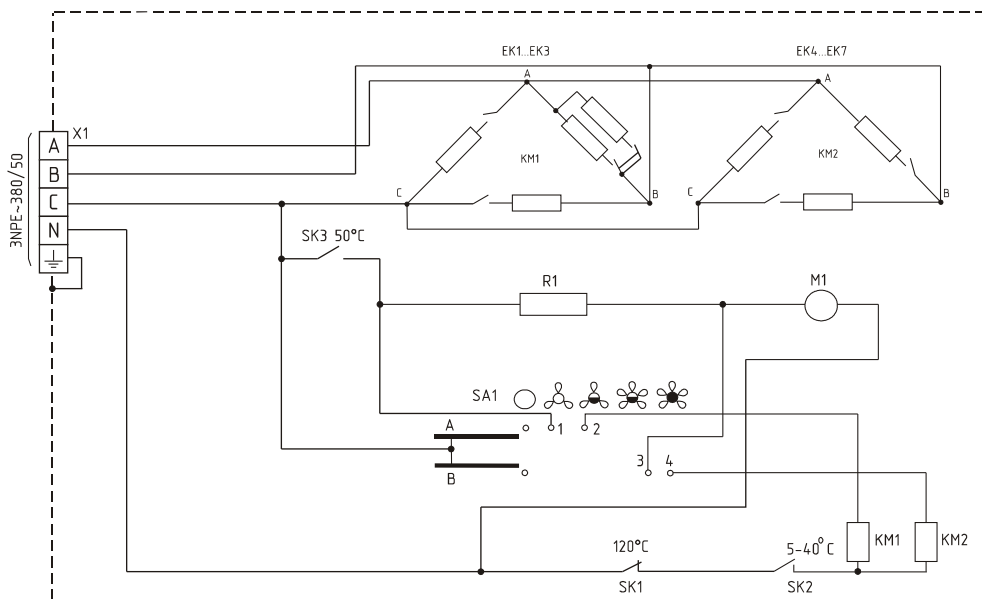 EK1...EK3
EK4...EK7
A
A
X1
A
B
C
N
3NPE~380/50
KM1
KM2
C
B
C
B
SK3 50°C
R1
M1
SA1
A
B
1
2
3
4
120°C
SK1
5-40°C
SK2
KM1
KM2